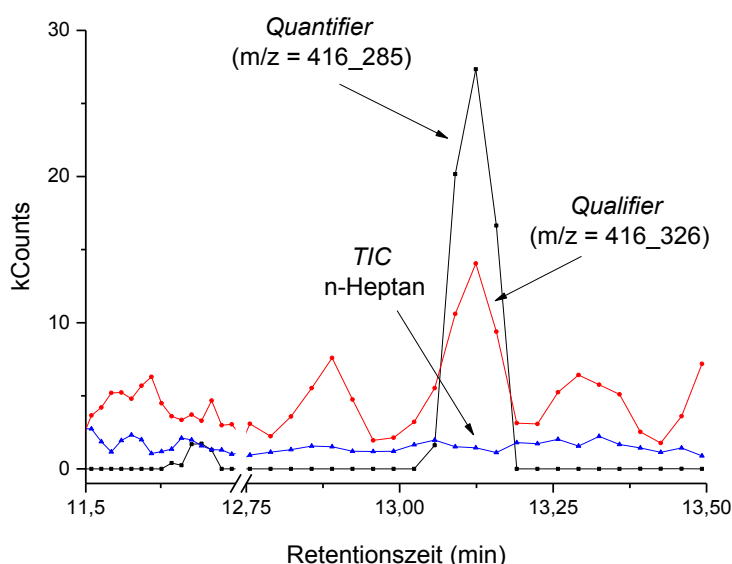 30
20
10
0
kCounts
Quantifier
(m/z = 416_285)
Qualifier
(m/z = 416_326)
TIC
n-Heptan
11,5
12,75
13,00
13,25
13,50
Retentionszeit (min)